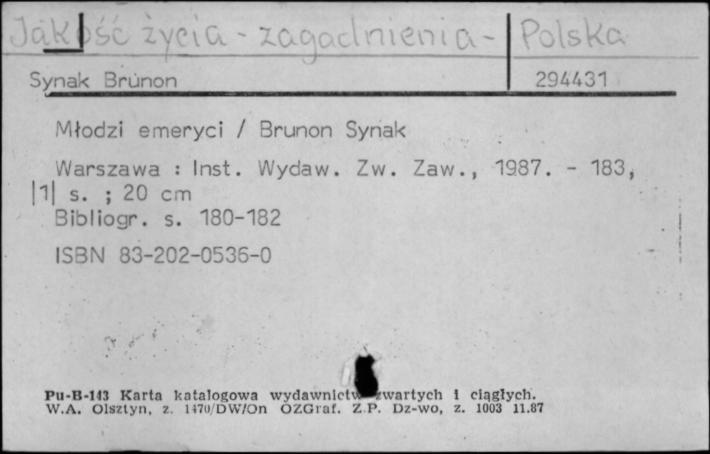 Jakość życia - zagadnienia - Polska
Synak Brunon 294431
Młodzi emeryci / Brunon Synak
Warszawa : Inst. Wydaw. Zw. Zaw., 1987. - 183,
|1| s. ; 20 cm
Bibliogr. s. 180-182
ISBN 83-202-0536-0
Pu-B-143 Karta katalogowa wydawnictw zwartych i ciągłych.
W.A. Olsztyn, z. 1470/DW/On OZGraf. Z.P. Dz-wo, z. 1003 11.87